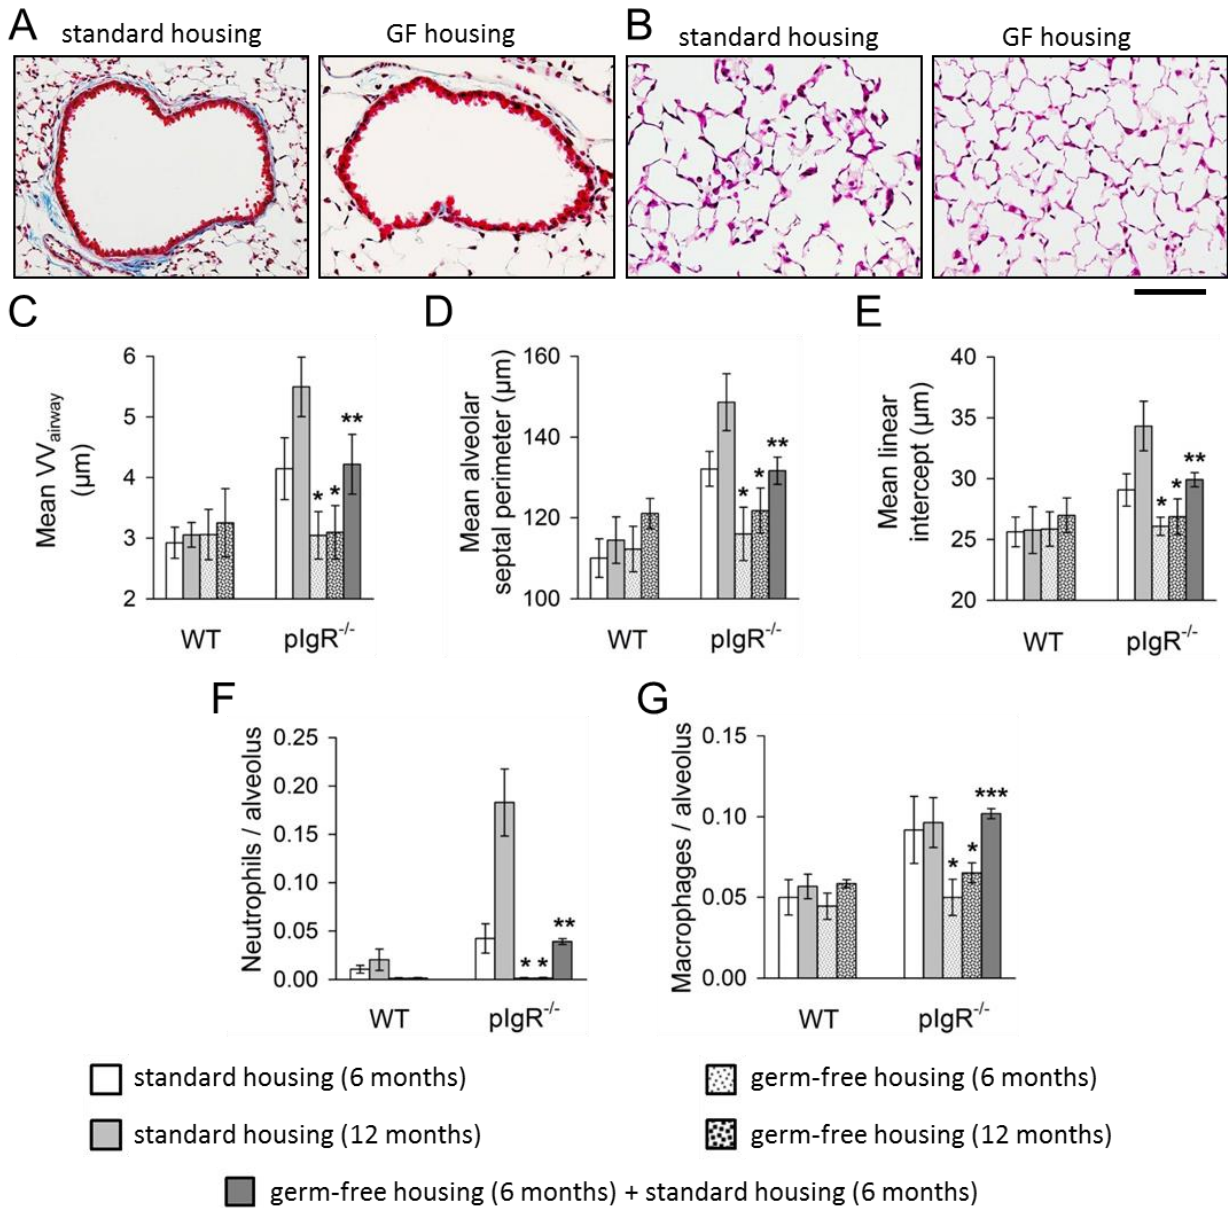 A
standard housing
GF housing
B
standard housing
GF housing
C
Mean VVairway
(µm)
6
5
4
3
2
*
*
**
WT
pIgR-/-
D
Mean alveolar
septal perimeter (µm)
160
140
120
100
*
*
**
WT
pIgR-/-
E
Mean linear
intercept (µm)
40
35
30
25
20
*
*
**
WT
pIgR-/-
F
Neutrophils / alveolus
0.25
0.20
0.15
0.10
0.05
0.00
* *
**
WT
pIgR-/-
G
Macrophages / alveolus
0.15
0.10
0.05
0.00
*
*
***
WT
pIgR-/-
standard housing (6 months)
germ-free housing (6 months)
standard housing (12 months)
germ-free housing (12 months)
germ-free housing (6 months) + standard housing (6 months)